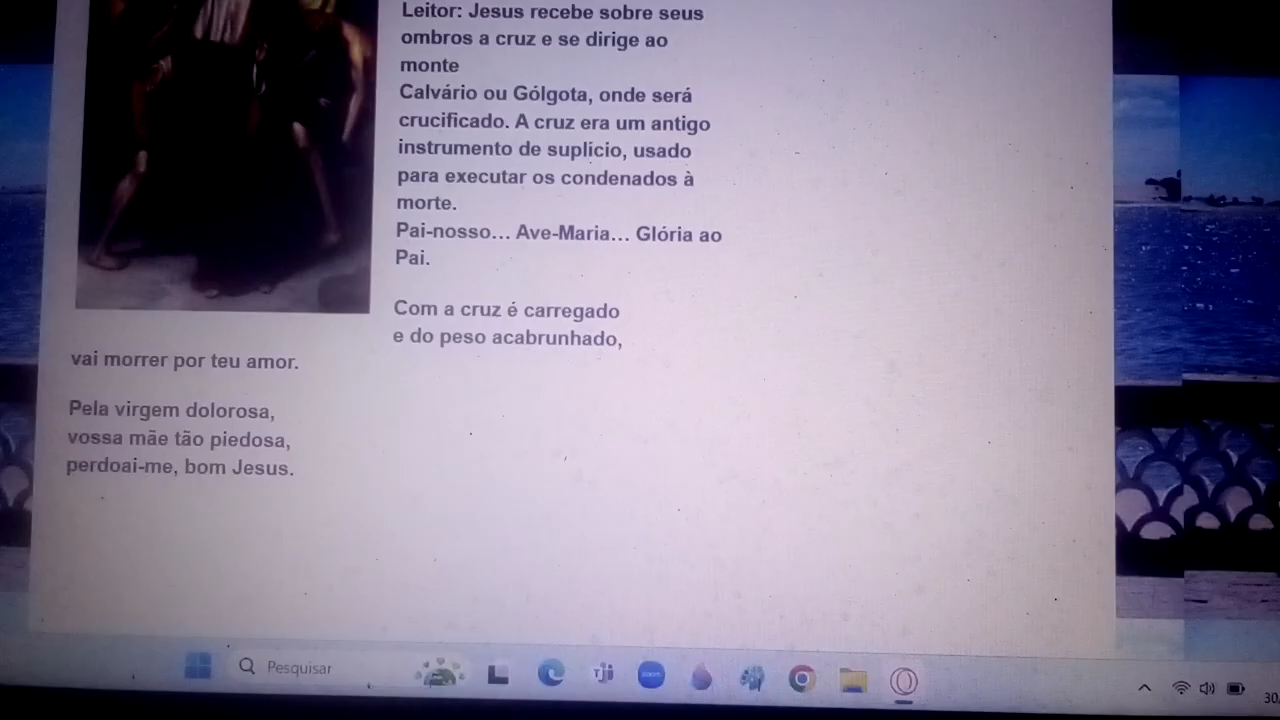 Leitor: Jesus recebe sobre seus
ombros a cruz e se dirige ao
monte
Calvário ou Gólgota, onde será
crucificado. A cruz era um antigo
instrumento de suplicio, usado
para executar os condenados à
morte.
Pai-nosso... Ave-Maria... Glória ao
Pai.
Com a cruz é carregado
e do peso acabrunhado,
vai morrer por teu amor.
Pela virgem dolorosa,
vossa mãe tão piedosa,
perdoai-me, bom Jesus.
Pesquisar
zoom
30